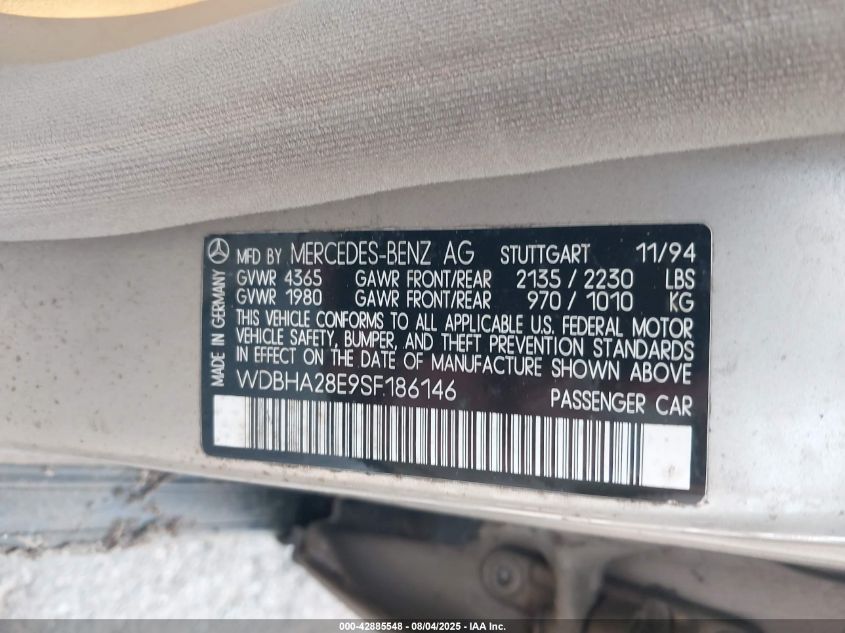 MFD BY MERCEDES-BENZ AG STUTTGART 11/94
GVWR 4365 GAWR FRONT/REAR 2135 / 2230 LBS
GVWR 1980 GAWR FRONT/REAR 970 / 1010 KG
THIS VEHICLE CONFORMS TO ALL APPLICABLE U.S. FEDERAL MOTOR
VEHICLE SAFETY, BUMPER, AND THEFT PREVENTION STANDARDS
IN EFFECT ON THE DATE OF MANUFACTURE SHOWN ABOVE
WDBHA28E9SF186146 PASSENGER CAR
MADE IN GERMANY
000-42885548 - 08/04/2025 - IAA Inc.